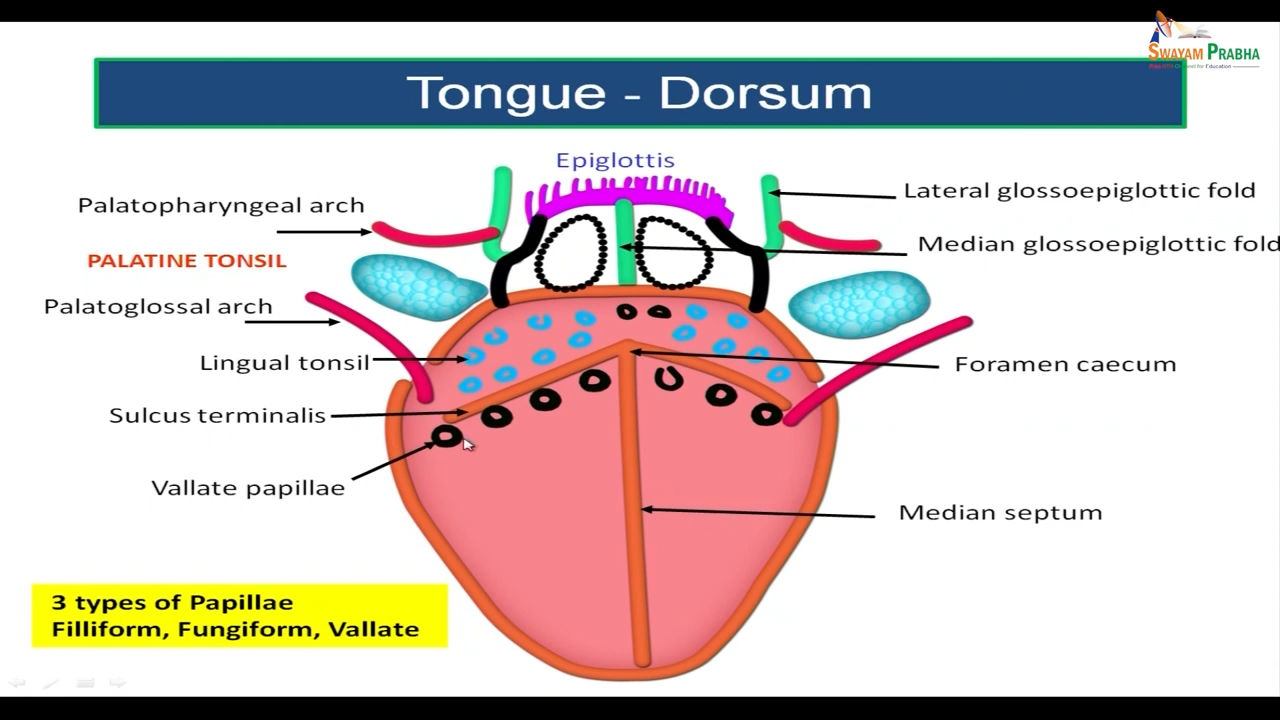 SWAYAM PRABHA
Tongue - Dorsum
Epiglottis
Palatopharyngeal arch
PALATINE TONSIL
Palatoglossal arch
Lingual tonsil
Sulcus terminalis
Vallate papillae
Lateral glossoepiglottic fold
Median glossoepiglottic fold
Foramen caecum
Median septum
3 types of Papillae
Filliform, Fungiform, Vallate